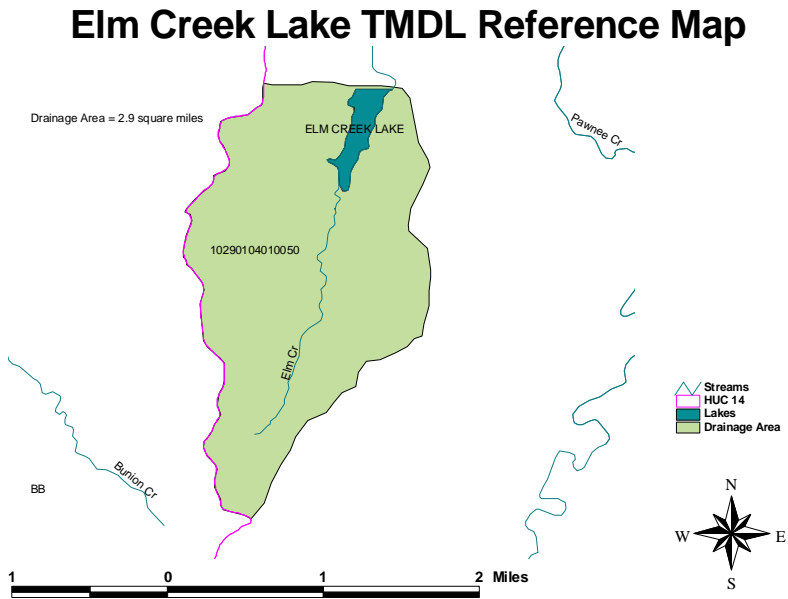 Elm Creek Lake TMDL Reference Map
Drainage Area = 2.9 square miles
ELM CREEK LAKE
Pawnee Cr
10290104010050
Elm Cr
Bunion Cr
BB
Streams
HUC 14
Lakes
Drainage Area
N
W
E
S
1 0 1 2 Miles